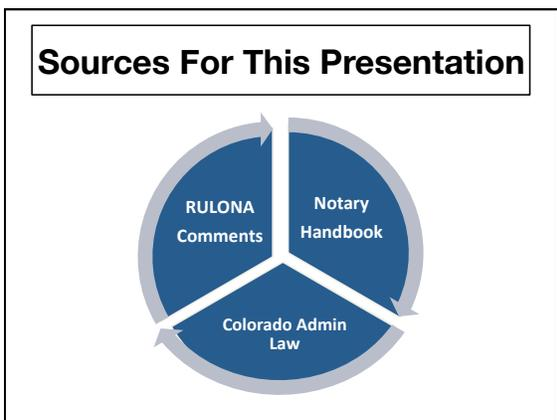 Sources For This Presentation
RULONA
Comments
Notary
Handbook
Colorado Admin
Law